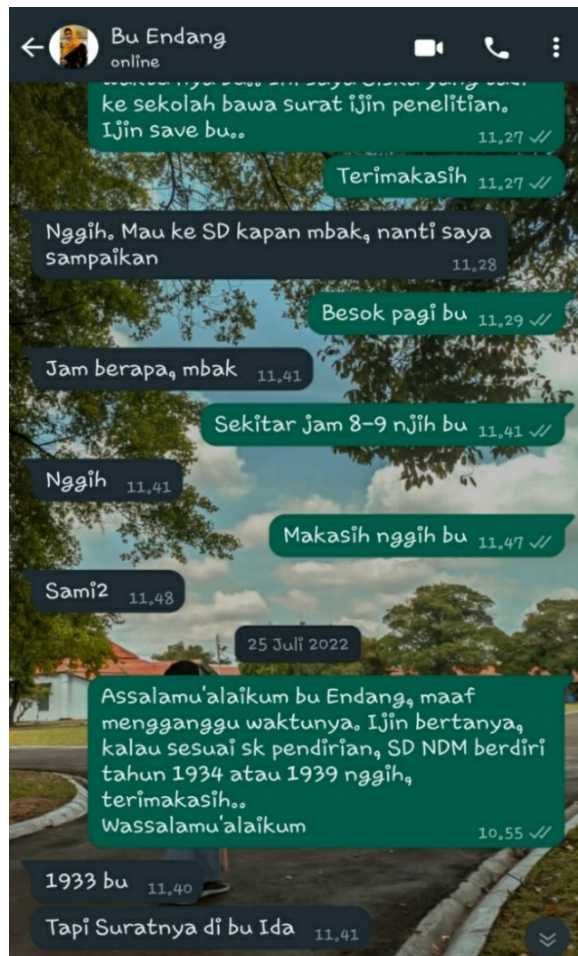 Bu Endang
online
ke sekolah bawa surat ijin penelitian.
Ijin save bu..
11.27
Terimakasih 11.27
Nggih. Mau ke SD kapan mbak, nanti saya
sampaikan
11.28
Besok pagi bu 11.29
Jam berapa, mbak 11.41
Sekitar jam 8-9 njih bu 11.41
Nggih 11.41
Makasih nggih bu 11.47
Sami2 11.48
25 Juli 2022
Assalamu'alaikum bu Endang, maaf
mengganggu waktunya. Ijin bertanya,
kalau sesuai sk pendirian, SD NDM berdiri
tahun 1934 atau 1939 nggih,
terimakasih..
Wassalamu'alaikum
10.55
1933 bu 11.40
Tapi Suratnya di bu Ida 11.41